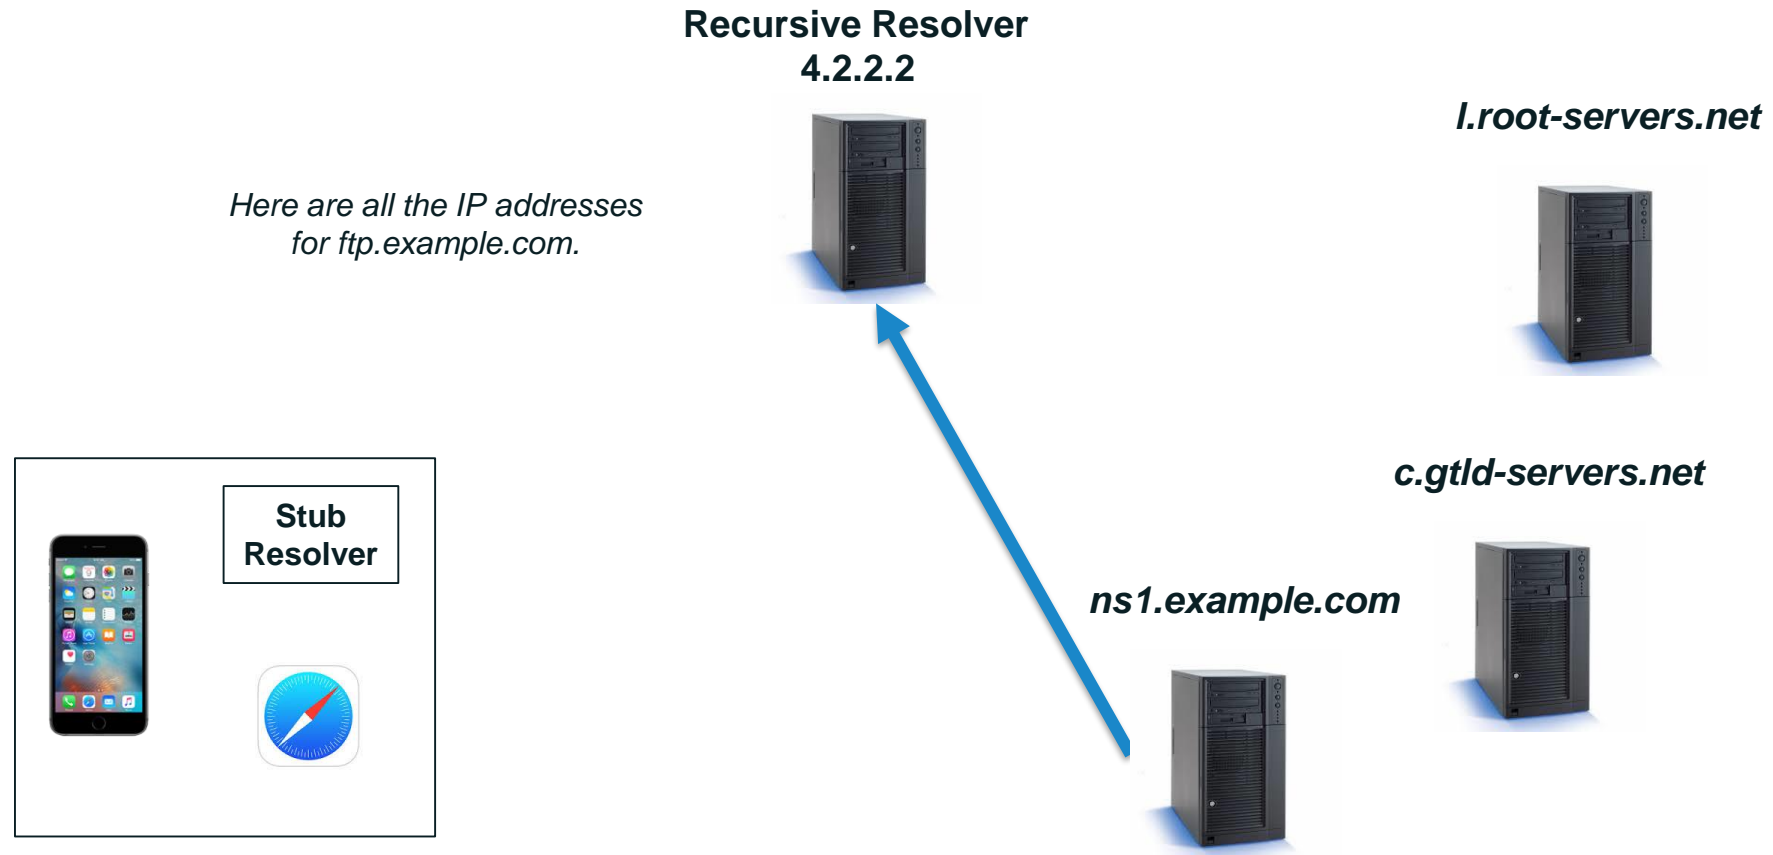 Recursive Resolver
4.2.2.2
l.root-servers.net
Here are all the IP addresses
for ftp.example.com.
c.gtld-servers.net
Stub
Resolver
ns1.example.com